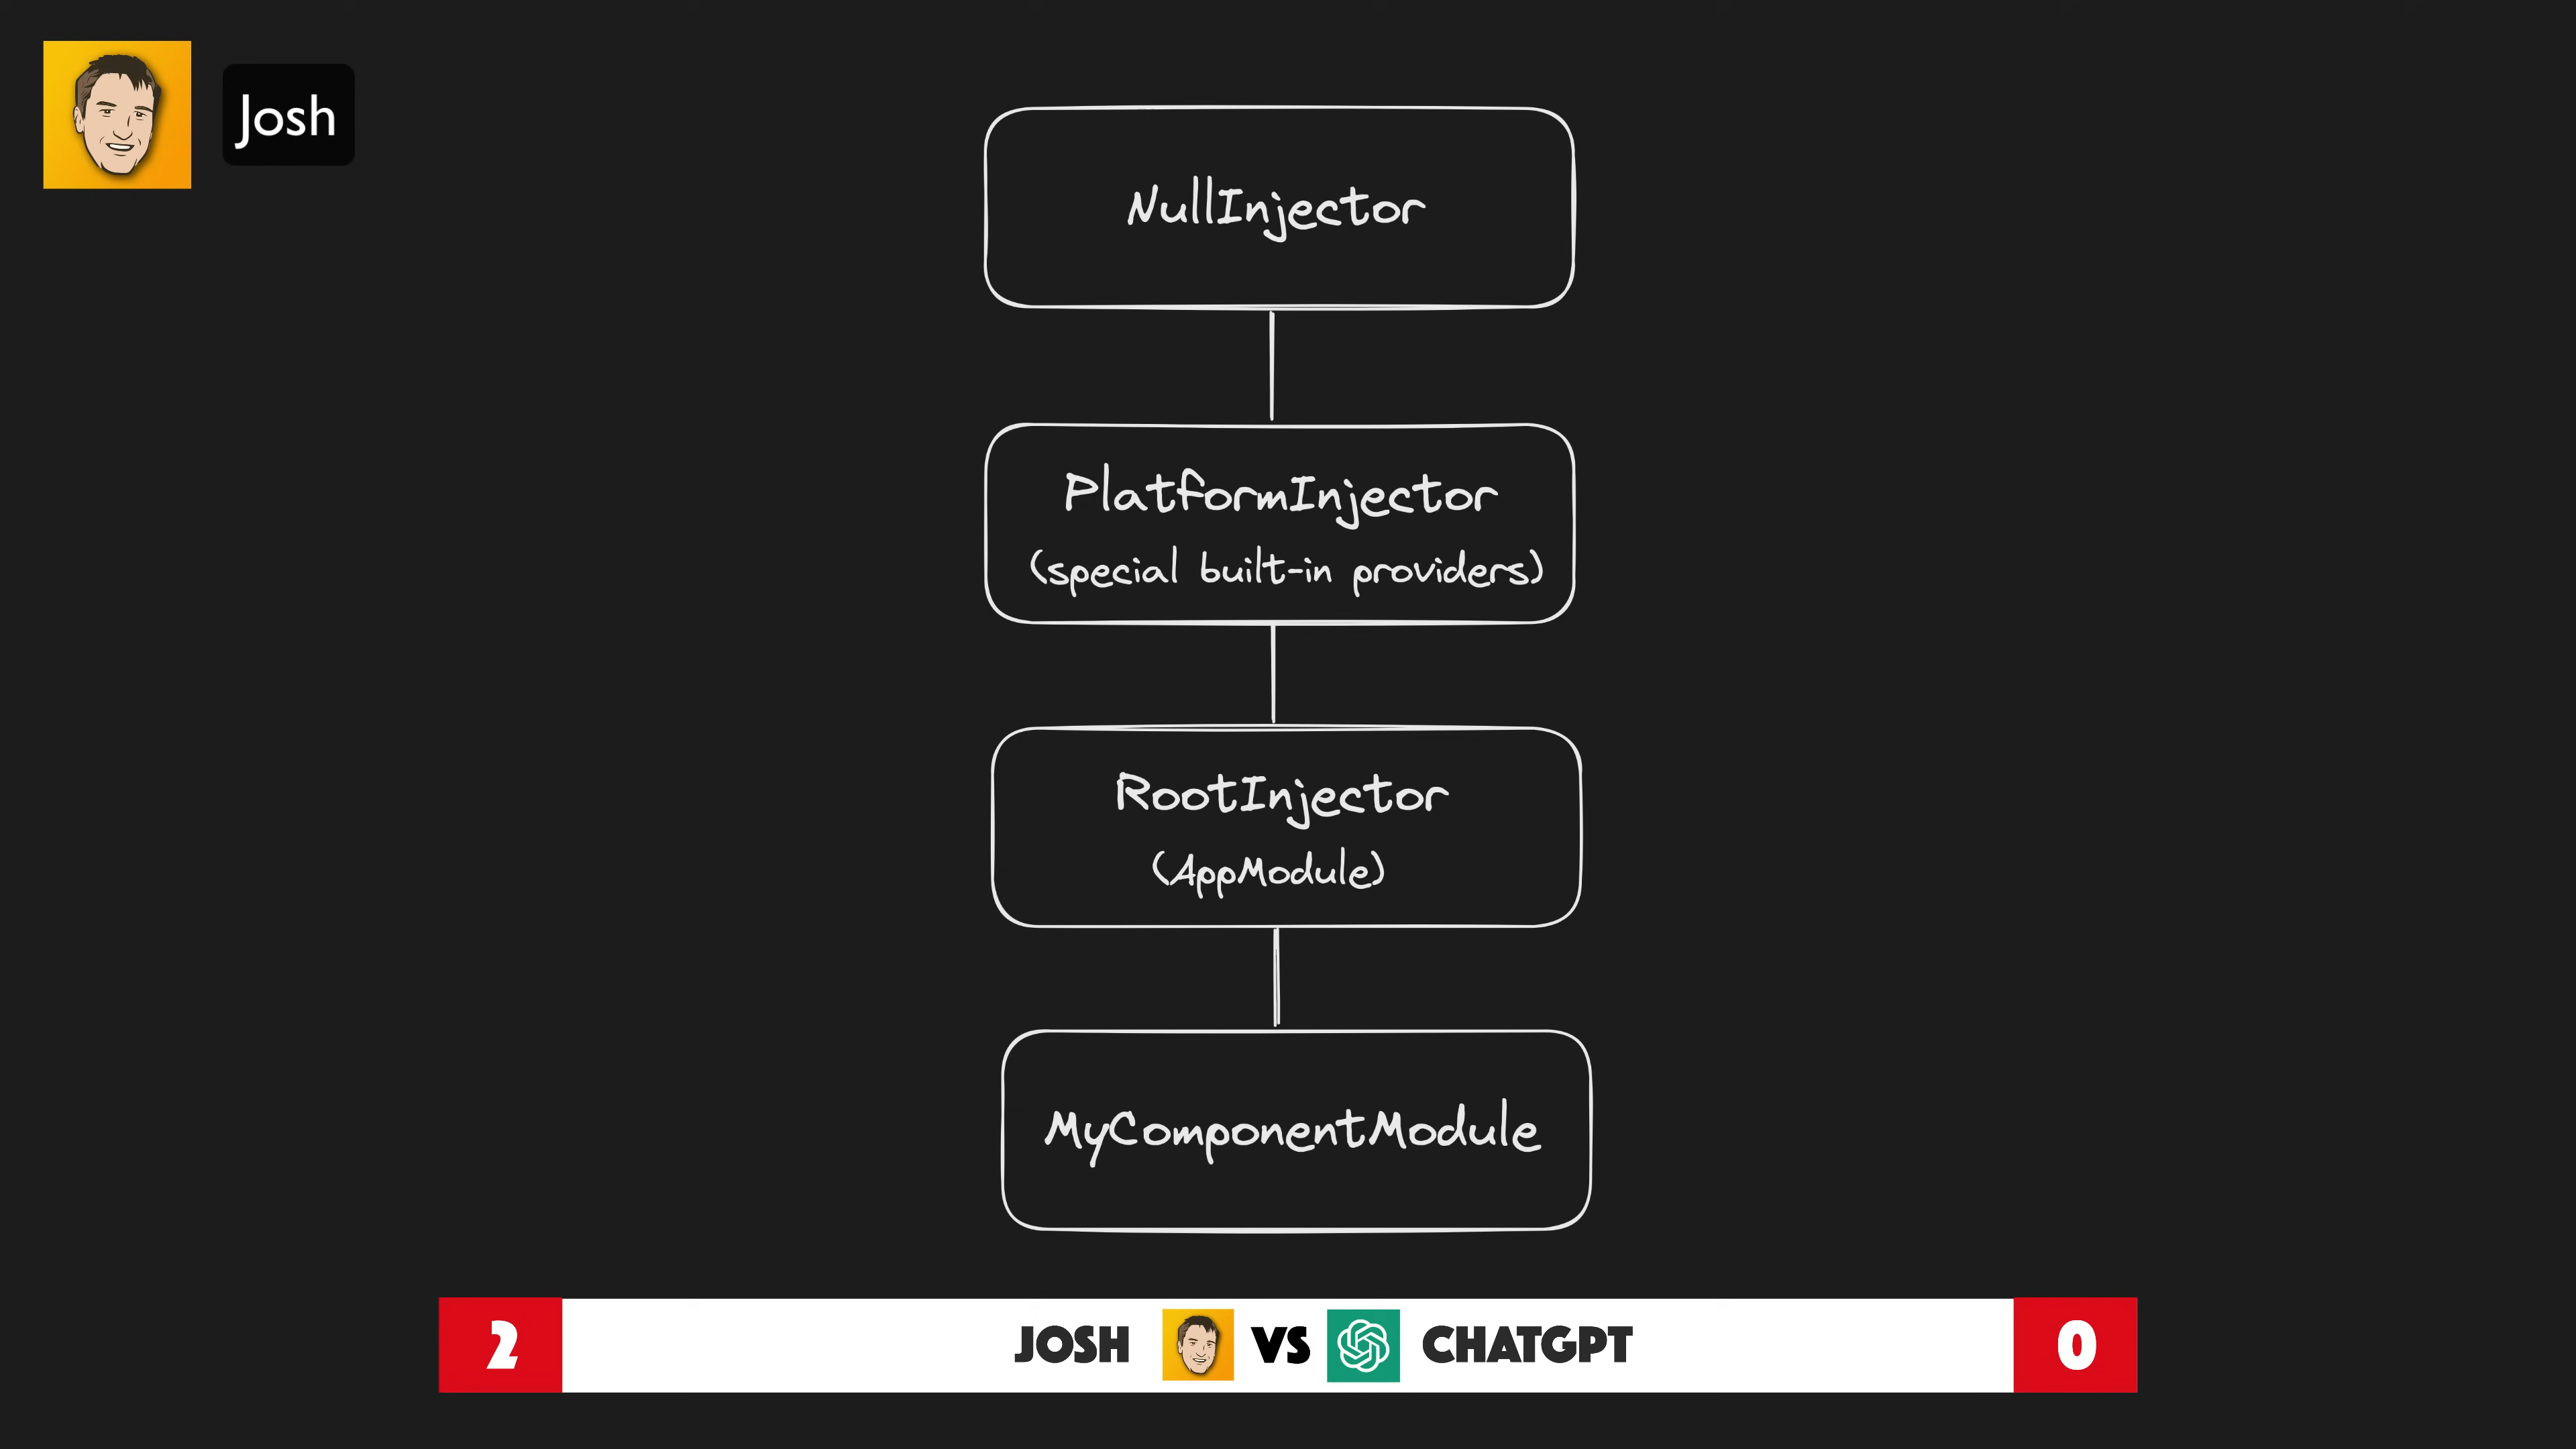 Josh
NullInjector
PlatformInjector
(special built-in providers)
RootInjector
(AppModule)
MyComponentModule
2 JOSH VS CHATGPT 0